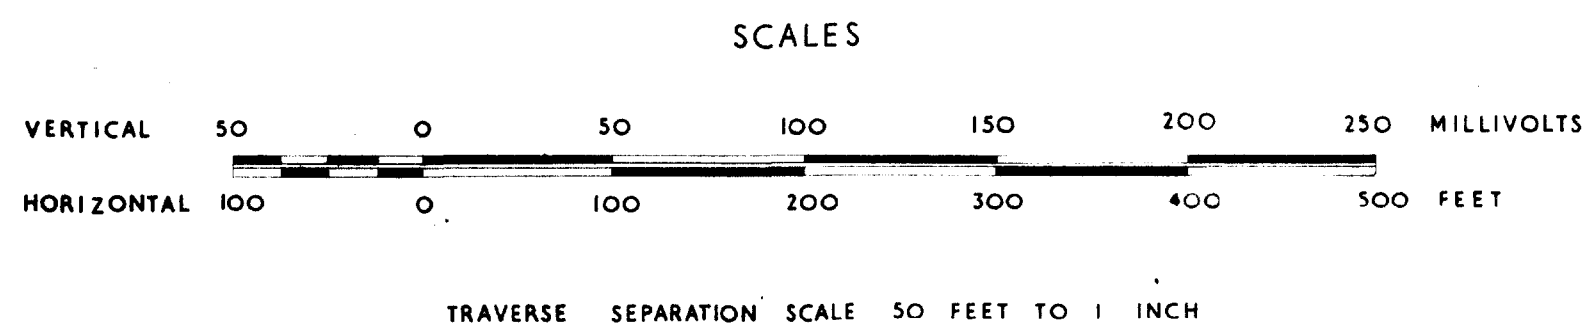 SCALES
VERTICAL 50 0 50 100 150 200 250 MILLIVOLTS
HORIZONTAL 100 0 100 200 300 400 500 FEET
TRAVERSE SEPARATION SCALE 50 FEET TO 1 INCH